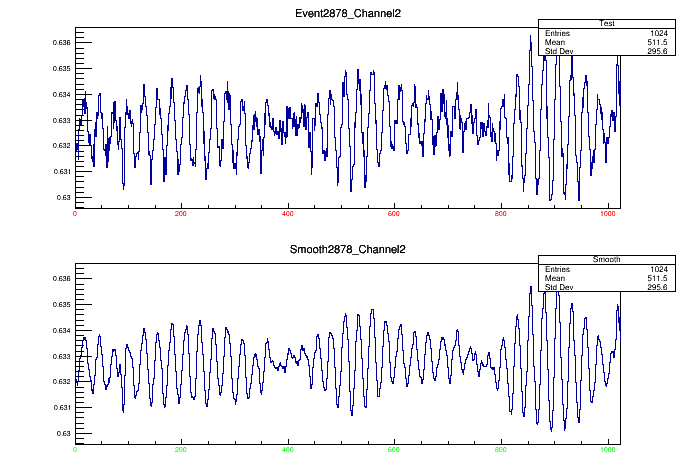 Event2878_Channel2
Test
Entries 1024
Mean 511.5
Std Dev 295.6
0.636
0.635
0.634
0.633
0.632
0.631
0.63
0 200 400 600 800 1000
Smooth2878_Channel2
Smooth
Entries 1024
Mean 511.5
Std Dev 295.6
0.636
0.635
0.634
0.633
0.632
0.631
0.63
0 200 400 600 800 1000